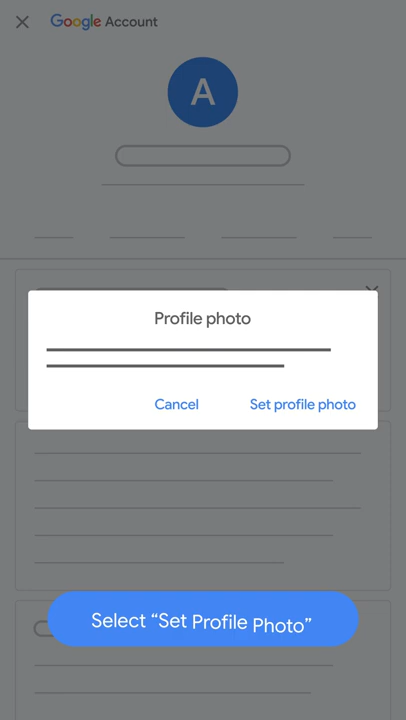 Google Account
A
Profile photo
Cancel Set profile photo
Select “Set Profile Photo”